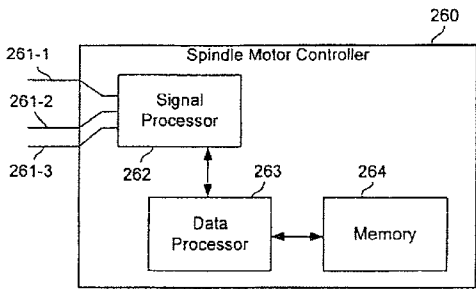 260
Spindle Motor Controller
261-1
Signal
Processor
261-2
261-3
262
263
264
Data
Processor
Memory